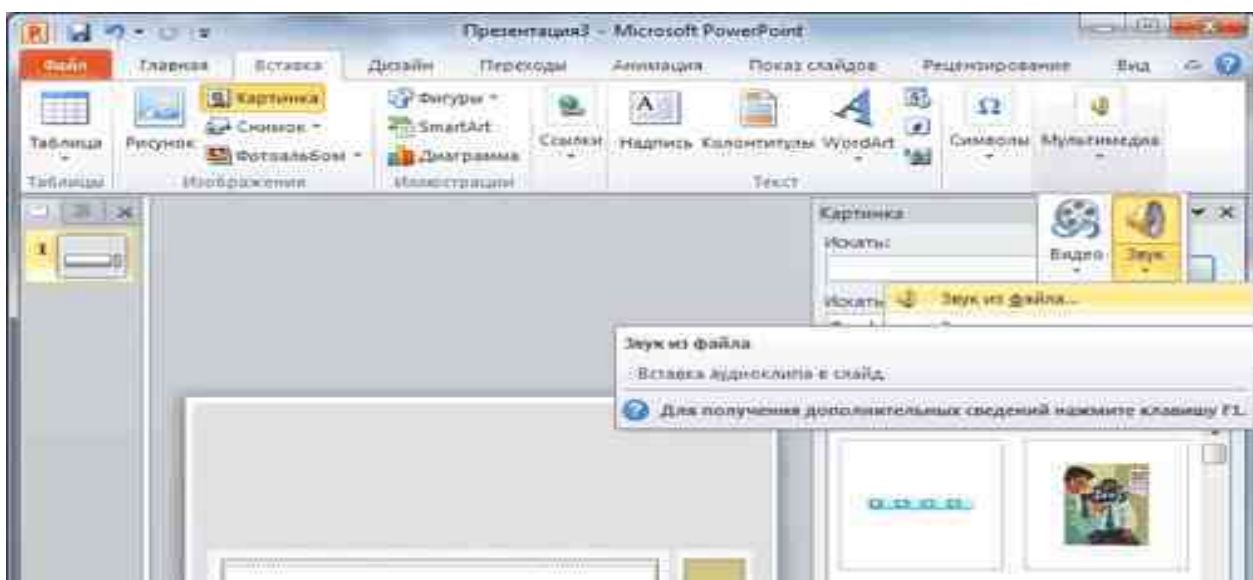 Презентация3 - Microsoft PowerPoint
Файл Главная Вставка Дизайн Переходы Анимация Показ слайдов Рецензирование Вид
Таблица
Рисунок
Картинка
Снимок
Фотоальбом
Фигуры
SmartArt
Диаграмма
Ссылки
Надпись Колонтитулы WordArt
Символы Мультимедиа
Таблицы Изображения Иллюстрации Текст
Картинка
Искать:
Видео Звук
Искать
Звук из файла...
Звук из файла
Вставка аудиоклипа в слайд
Для получения дополнительных сведений нажмите клавишу F1.
1